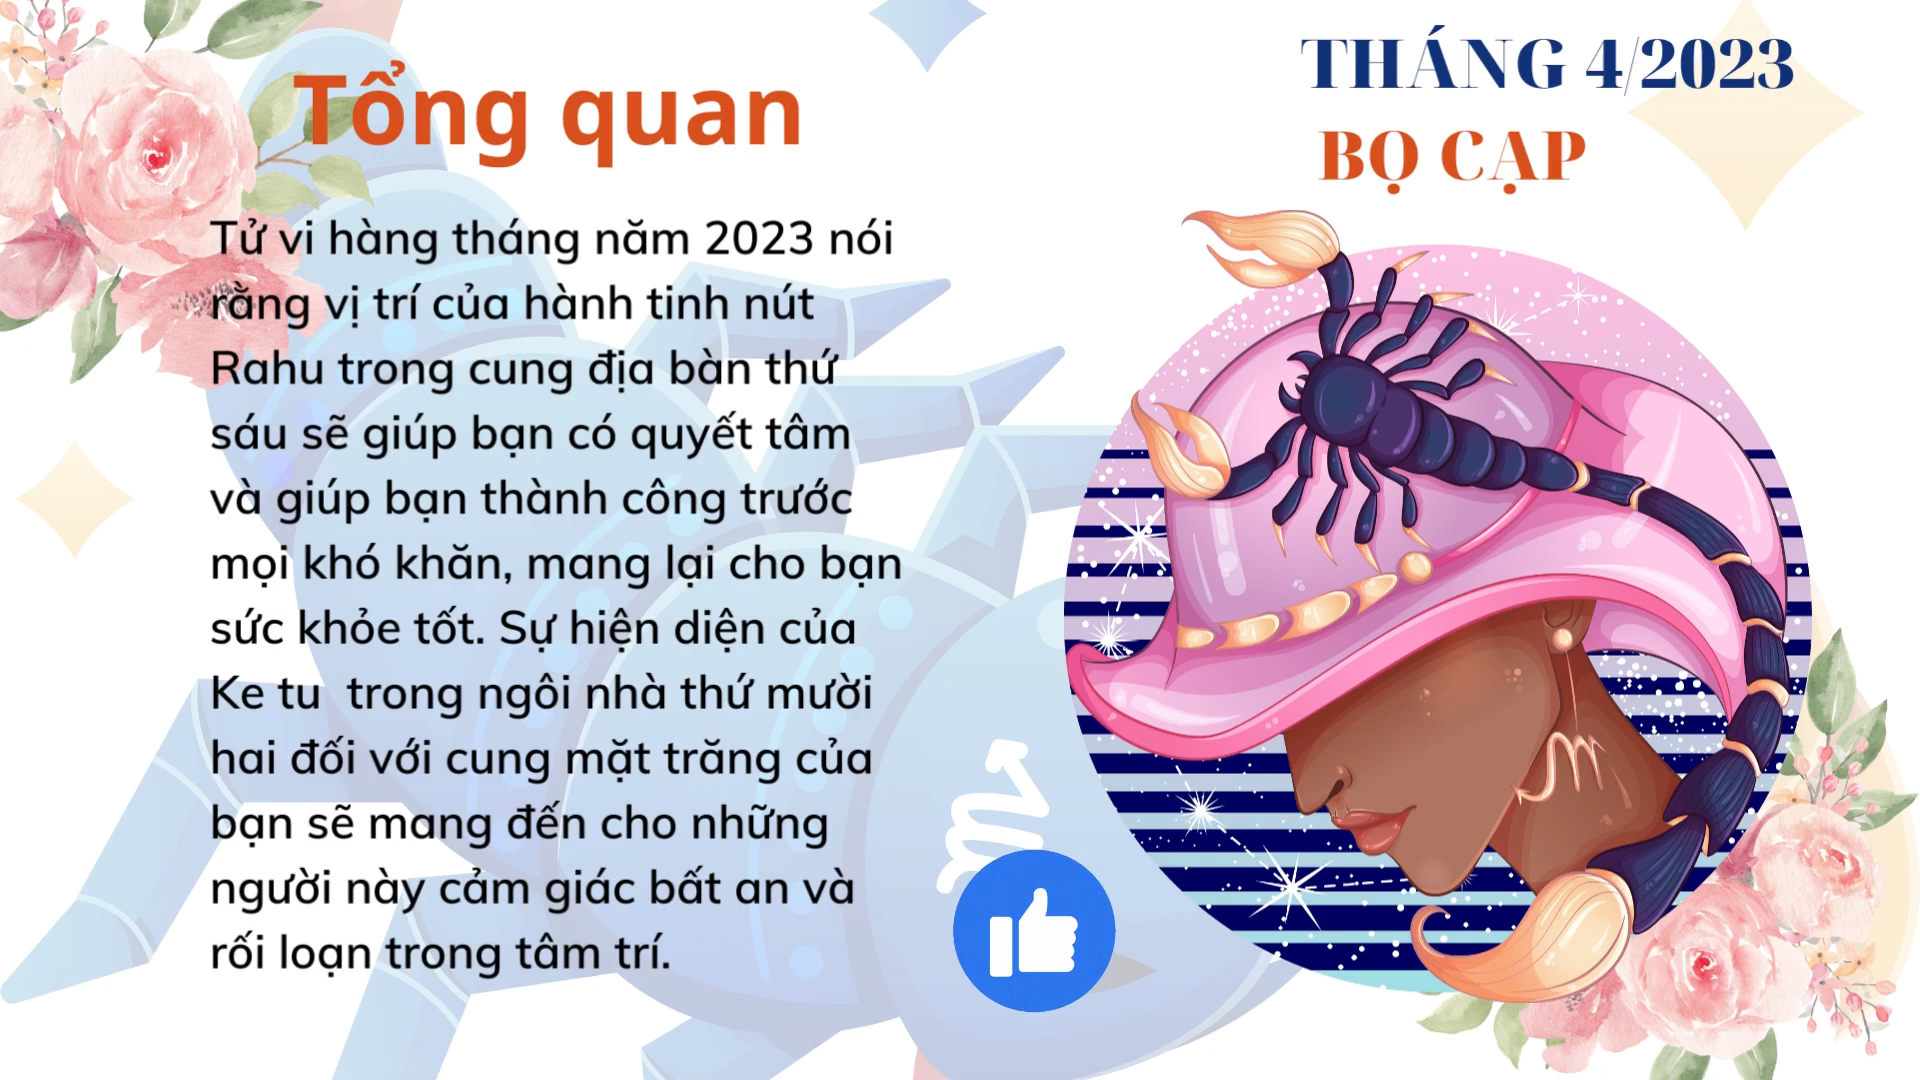 Tổng quan
THÁNG 4/2023
BỌ CẠP
Tử vi hàng tháng năm 2023 nói
rằng vị trí của hành tinh nút
Rahu trong cung địa bàn thứ
sáu sẽ giúp bạn có quyết tâm
và giúp bạn thành công trước
mọi khó khăn, mang lại cho bạn
sức khỏe tốt. Sự hiện diện của
Ke tu  trong ngôi nhà thứ mười
hai đối với cung mặt trăng của
bạn sẽ mang đến cho những
người này cảm giác bất an và
rối loạn trong tâm trí.